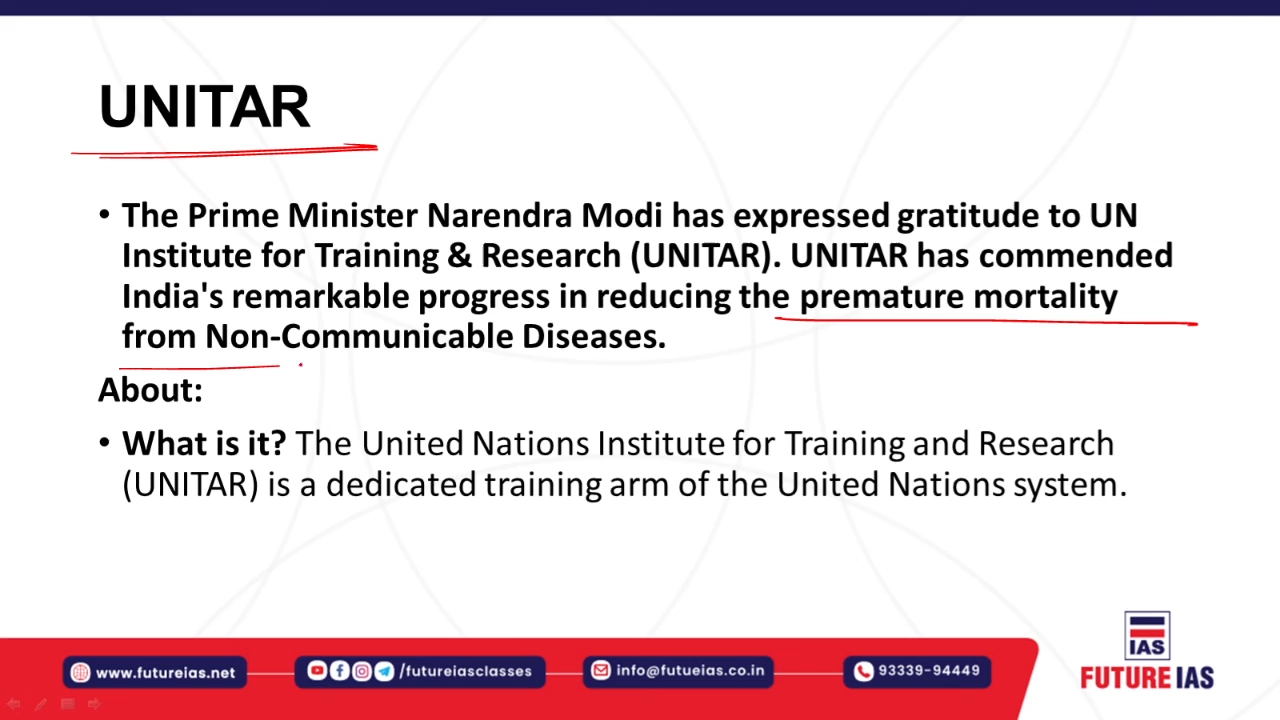 UNITAR
• The Prime Minister Narendra Modi has expressed gratitude to UN
Institute for Training & Research (UNITAR). UNITAR has commended
India's remarkable progress in reducing the premature mortality
from Non-Communicable Diseases.
About:
• What is it? The United Nations Institute for Training and Research
(UNITAR) is a dedicated training arm of the United Nations system.
IAS
FUTURE IAS
www.futureias.net
/futureiasclasses
info@futueias.co.in
93339-94449